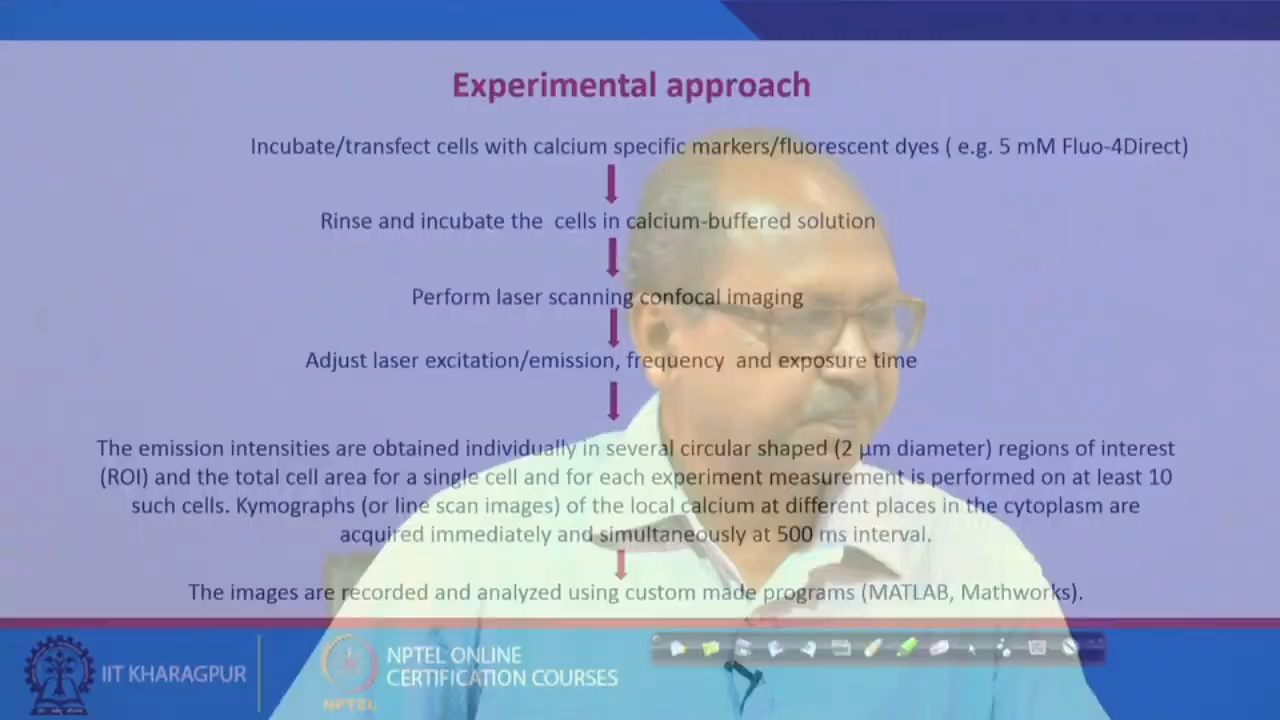 Experimental approach
Incubate/transfect cells with calcium specific markers/fluorescent dyes ( e.g. 5 mM Fluo-4Direct)
Rinse and incubate the cells in calcium-buffered solution
Perform laser scanning confocal imaging
Adjust laser excitation/emission, frequency and exposure time
The emission intensities are obtained individually in several circular shaped (2 µm diameter) regions of interest
(ROI) and the total cell area for a single cell and for each experiment measurement is performed on at least 10
such cells. Kymographs (or line scan images) of the local calcium at different places in the cytoplasm are
acquired immediately and simultaneously at 500 ms interval.
The images are recorded and analyzed using custom made programs (MATLAB, Mathworks).
IIT KHARAGPUR
NPTEL
NPTEL ONLINE
CERTIFICATION COURSES